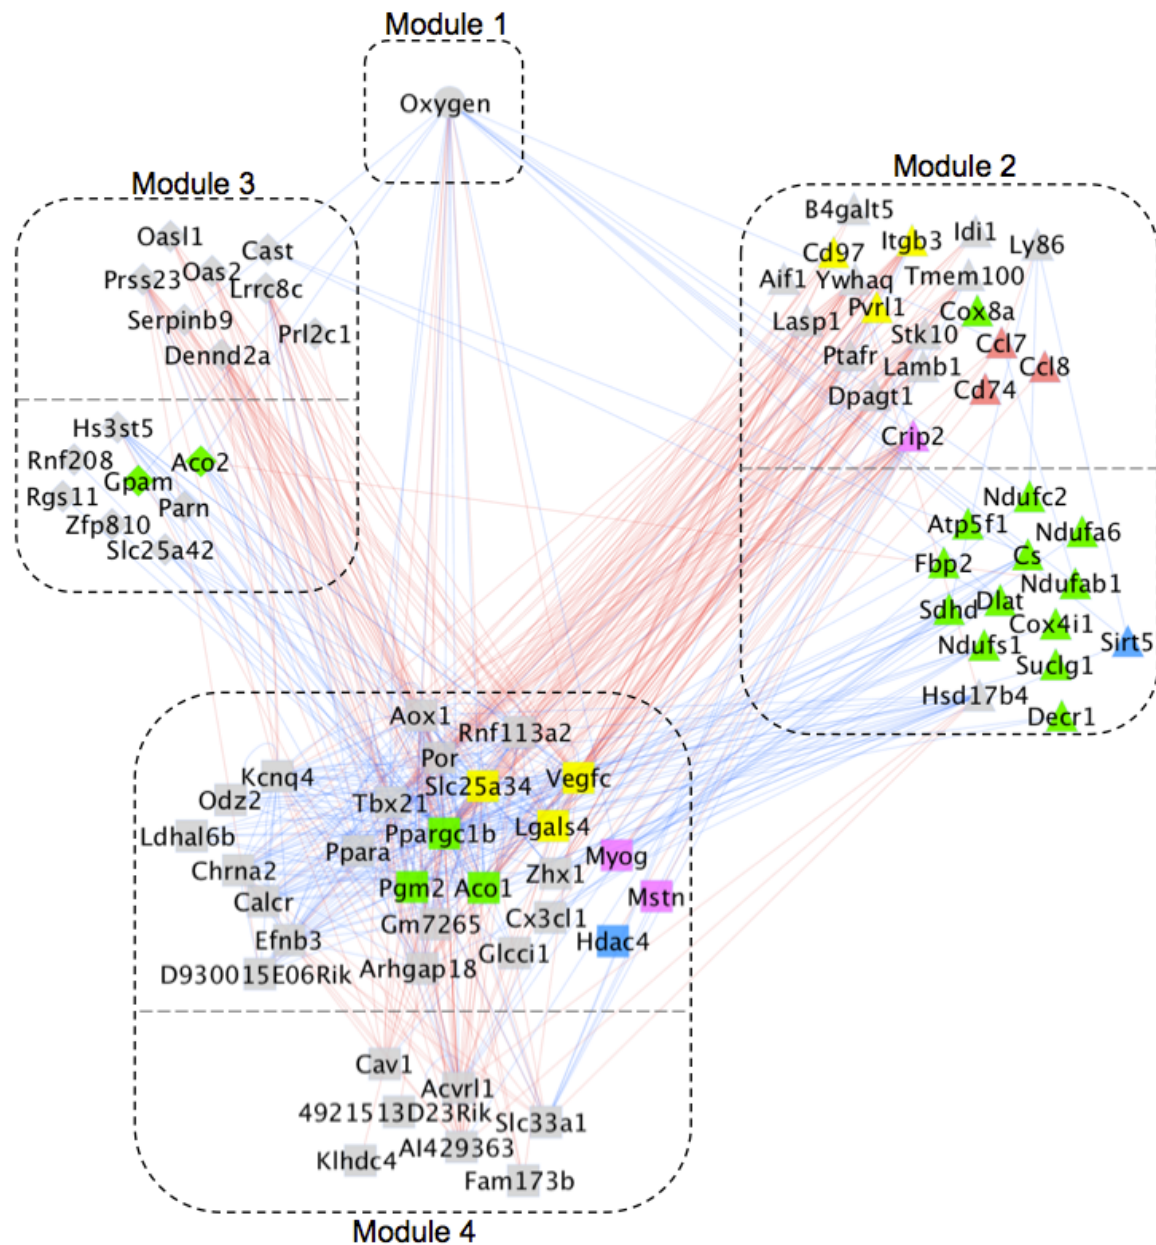 Module 1
Oxygen
Module 3
Oasl1
Cast
Prss23
Oas2
Lrrc8c
Serpinb9
Prl2c1
Dennd2a
Hs3st5
Rnf208
Aco2
Gpam
Rgs11
Parn
Zfp810
Slc25a42
Module 2
B4galt5
Itgb3
Idi1
Ly86
Cd97
Aif1
Ywhaq
Tmem100
Pvrl1
Cox8a
Lasp1
Stk10
Ccl7
Ptafr
Lamb1
Ccl8
Dpagt1
Cd74
Crip2
Ndufc2
Atp5f1
Ndufa6
Fbp2
Cs
Ndufab1
Sdhd
Dlat
Cox4i1
Ndufs1
Sirt5
Suclg1
Hsd17b4
Decr1
Aox1
Rnf113a2
Por
Kcnq4
Slc25a34
Vegfc
Odz2
Tbx21
Ldhal6b
Ppargc1b
Lgals4
Ppara
Myog
Chrna2
Zhx1
Pgm2
Aco1
Mstn
Calcr
Gm7265
Cx3cl1
Efnb3
Hdac4
Glcci1
D930015E06Rik
Arhgap18
Cav1
Acvrl1
4921513D23Rik
Slc33a1
AI429363
Klhdc4
Fam173b
Module 4